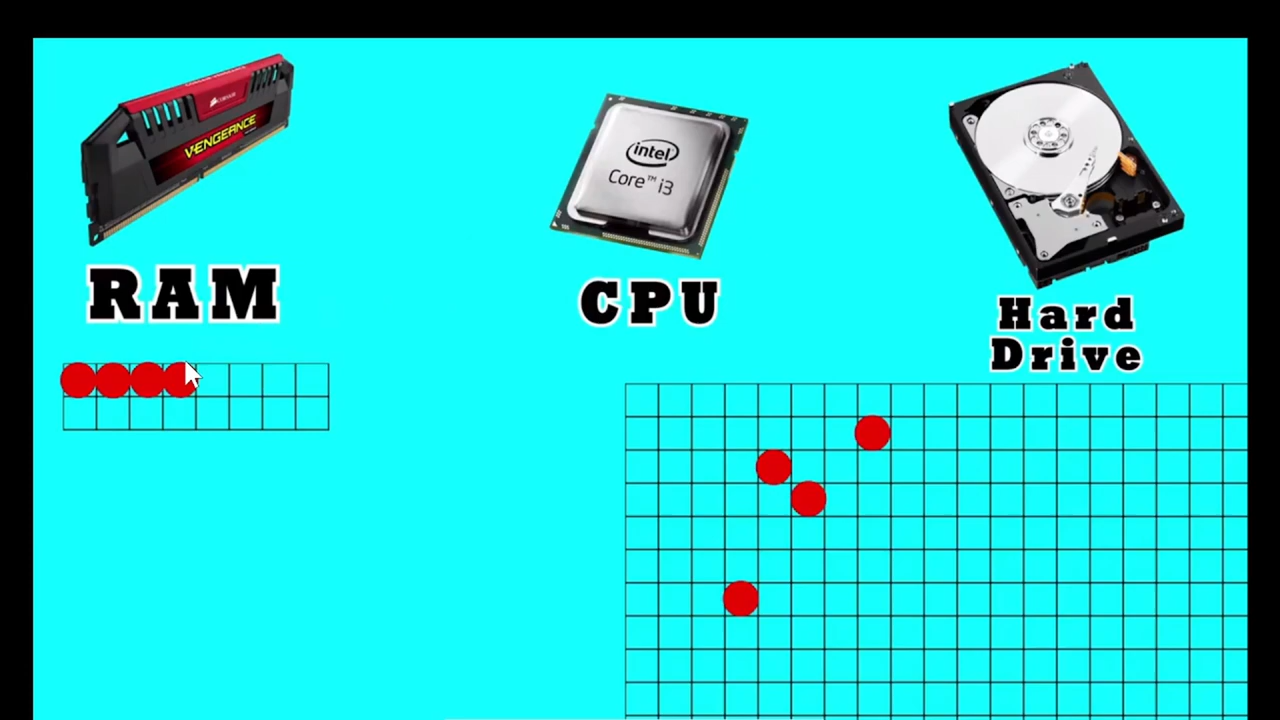 VENGEANCE
intel
Core™ i3
RAM
CPU
Hard
Drive